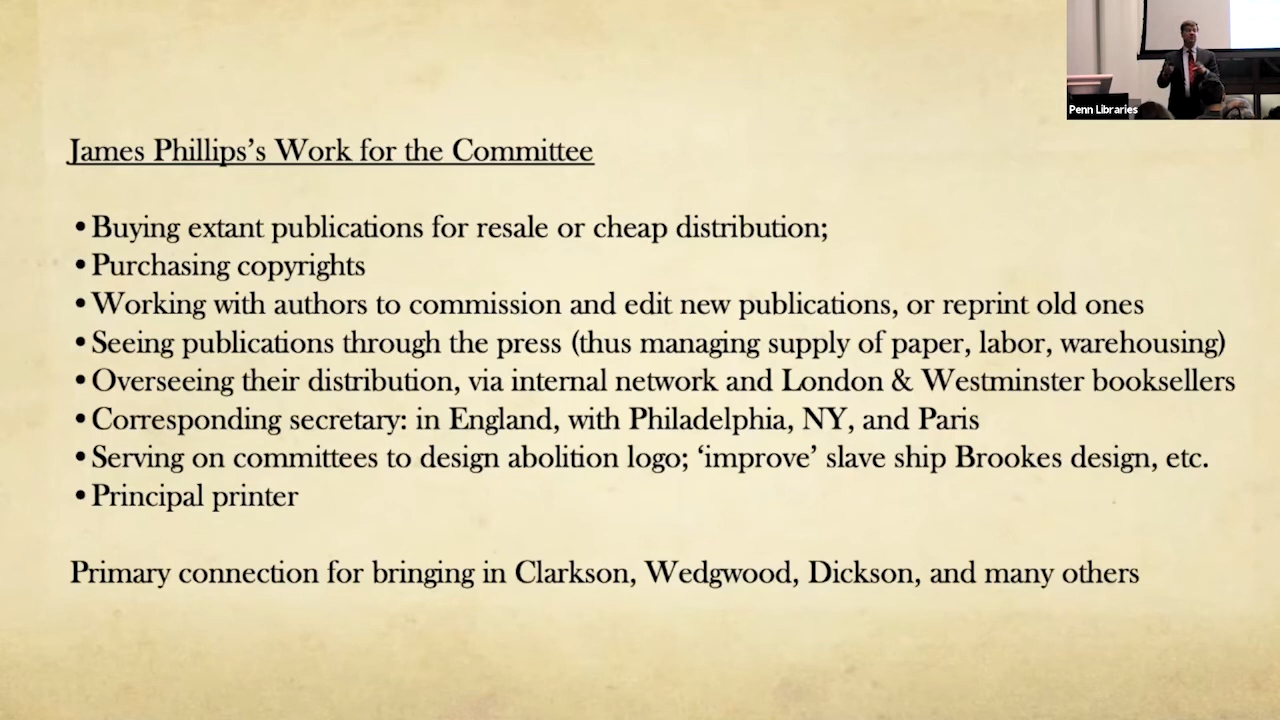 Penn Libraries
James Phillips’s Work for the Committee
•Buying extant publications for resale or cheap distribution;
•Purchasing copyrights
•Working with authors to commission and edit new publications, or reprint old ones
•Seeing publications through the press (thus managing supply of paper, labor, warehousing)
•Overseeing their distribution, via internal network and London & Westminster booksellers
•Corresponding secretary: in England, with Philadelphia, NY, and Paris
•Serving on committees to design abolition logo; ‘improve’ slave ship Brookes design, etc.
•Principal printer
Primary connection for bringing in Clarkson, Wedgwood, Dickson, and many others